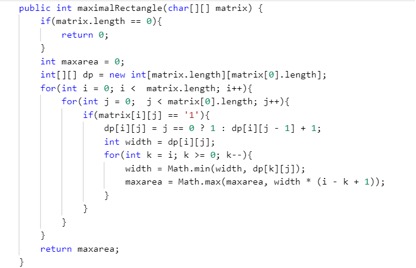 public int maximalRectangle(char[][] matrix) {
    if(matrix.length == 0){
        return 0;
    }
    int maxarea = 0;
    int[][] dp = new int[matrix.length][matrix[0].length];
    for(int i = 0; i <  matrix.length; i++){
        for(int j = 0;  j < matrix[0].length; j++){
            if(matrix[i][j] == '1'){
                dp[i][j] = j == 0 ? 1 : dp[i][j - 1] + 1;
                int width = dp[i][j];
                for(int k = i; k >= 0; k--){
                    width = Math.min(width, dp[k][j]);
                    maxarea = Math.max(maxarea, width * (i - k + 1));
                }
            }
        }
    }
    return maxarea;
}